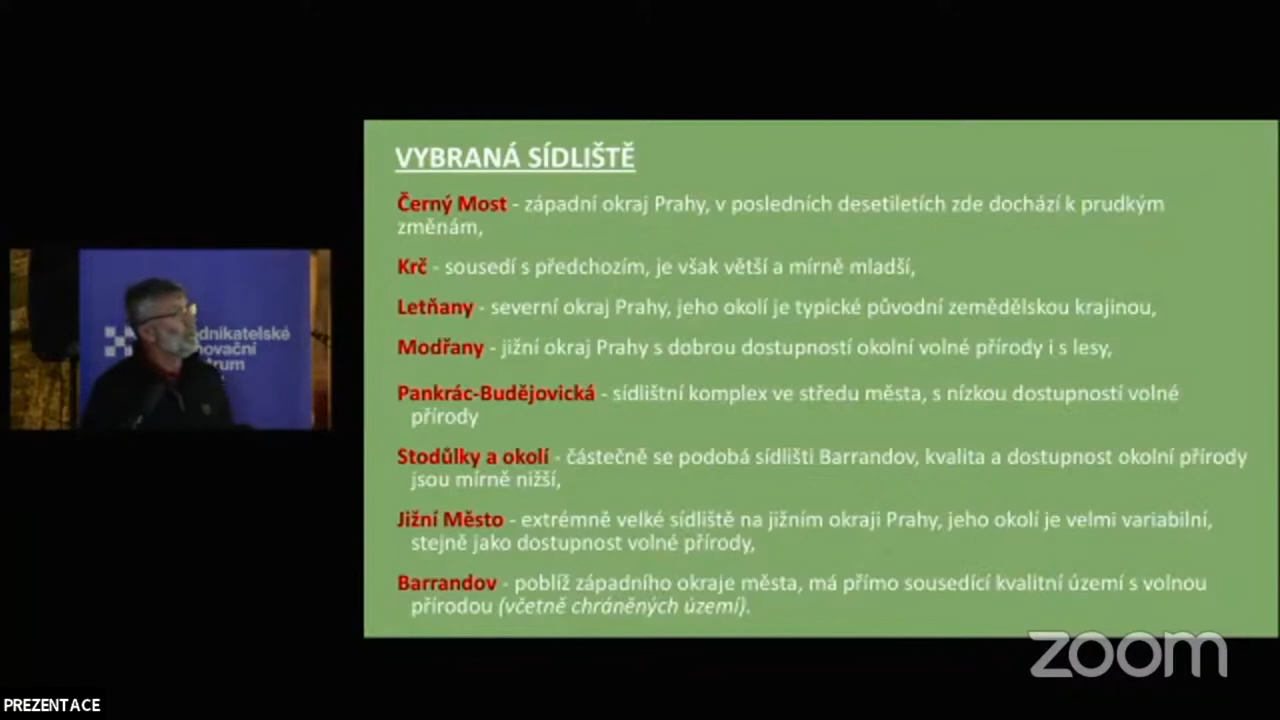 VYBRANÁ SÍDLIŠTĚ
Černý Most - západní okraj Prahy, v posledních desetiletích zde dochází k prudkým
změnám,
Krč - sousedí s předchozím, je však větší a mírně mladší,
Letňany - severní okraj Prahy, jeho okolí je typické původní zemědělskou krajinou,
Modřany - jižní okraj Prahy s dobrou dostupností okolní volné přírody i s lesy,
Pankrác-Budějovická - sídlištní komplex ve středu města, s nízkou dostupností volné
přírody
Stodůlky a okolí - částečně se podobá sídlišti Barrandov, kvalita a dostupnost okolní přírody
jsou mírně nižší,
Jižní Město - extrémně velké sídliště na jižním okraji Prahy, jeho okolí je velmi variabilní,
stejně jako dostupnost volné přírody,
Barrandov - poblíž západního okraje města, má přímo sousedící kvalitní území s volnou
přírodou (včetně chráněných území).
dnikatelské
novační
trum
zoom
PREZENTACE